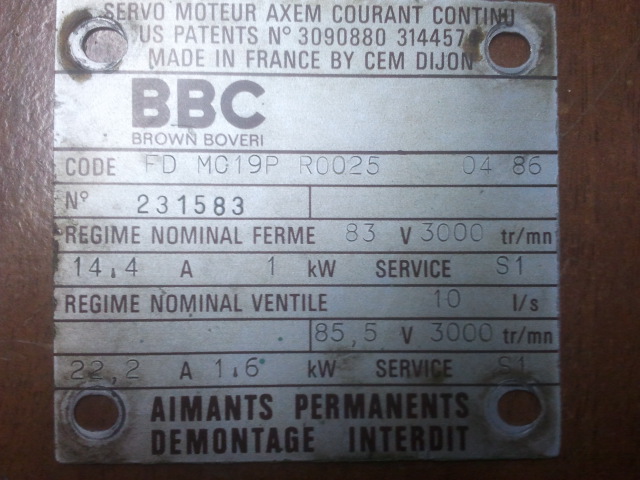 SERVO MOTEUR AXEM COURANT CONTINU
US PATENTS Nº 3090880 314457
MADE IN FRANCE BY CEM DIJON
BBC
BROWN BOVERI
CODE FD MC19P R0025 04 86
Nº 231583
REGIME NOMINAL FERME 83 V 3000 tr/mn
14,4 A 1 kW SERVICE S1
REGIME NOMINAL VENTILE 10 l/s
85,5 V 3000 tr/mn
22,2 A 1,6 kW SERVICE S1
AIMANTS PERMANENTS
DEMONTAGE INTERDIT